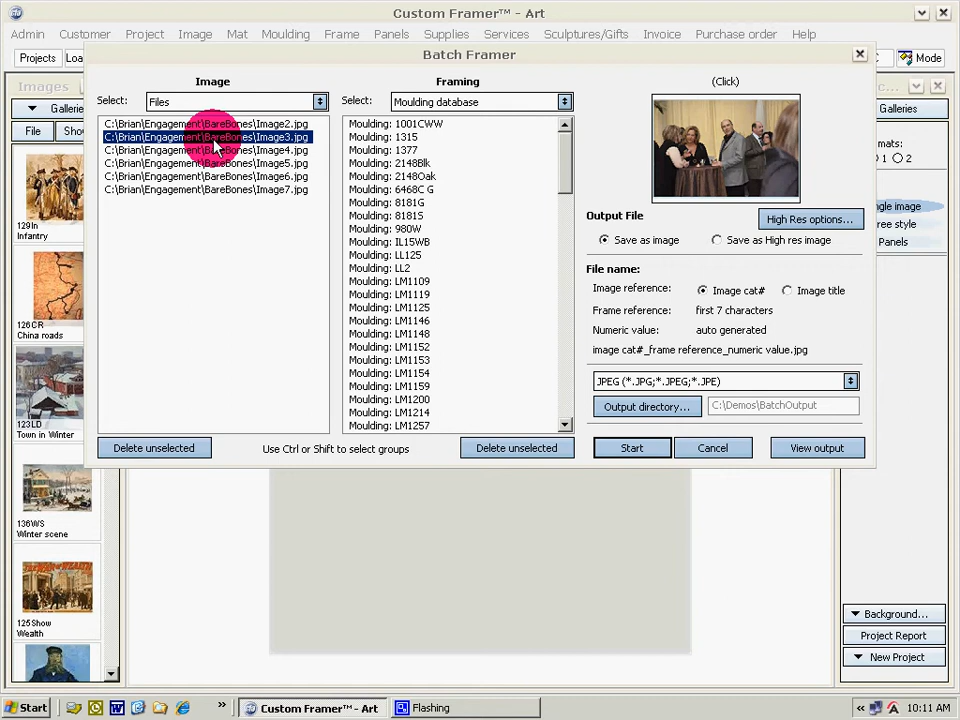 Custom Framer™ - Art
Admin Customer Project Image Mat Moulding Frame Panels Supplies Services Sculptures/Gifts Invoice Purchase order Help
Projects Mode
Batch Framer
Images
Galleries
File
129In
Infantry
126CR
China roads
123LD
Town in Winter
136WS
Winter scene
125Show
Wealth
Image
Select: Files
C:\Brian\Engagement\BareBones\Image2.jpg
C:\Brian\Engagement\BareBones\Image3.jpg
C:\Brian\Engagement\BareBones\Image4.jpg
C:\Brian\Engagement\BareBones\Image5.jpg
C:\Brian\Engagement\BareBones\Image6.jpg
C:\Brian\Engagement\BareBones\Image7.jpg
Delete unselected
Use Ctrl or Shift to select groups
Framing
Select: Moulding database
Moulding: 1001CWW
Moulding: 1315
Moulding: 1377
Moulding: 2148Blk
Moulding: 2148Oak
Moulding: 6468C G
Moulding: 8181G
Moulding: 8181S
Moulding: 980W
Moulding: IL15WB
Moulding: LL125
Moulding: LL2
Moulding: LM1109
Moulding: LM1119
Moulding: LM1125
Moulding: LM1146
Moulding: LM1148
Moulding: LM1152
Moulding: LM1153
Moulding: LM1154
Moulding: LM1159
Moulding: LM1200
Moulding: LM1214
Moulding: LM1257
Delete unselected
(Click)
Output File
High Res options...
Save as image Save as High res image
File name:
Image reference: Image cat# Image title
Frame reference: first 7 characters
Numeric value: auto generated
image cat#_frame reference_numeric value.jpg
JPEG (*.JPG;*.JPEG;*.JPE)
Output directory... C:\Demos\BatchOutput
Start Cancel View output
Galleries
mats
1 2
image
style
Panels
Background...
Project Report
New Project
Start » Custom Framer™ - Art Flashing « 10:11 AM